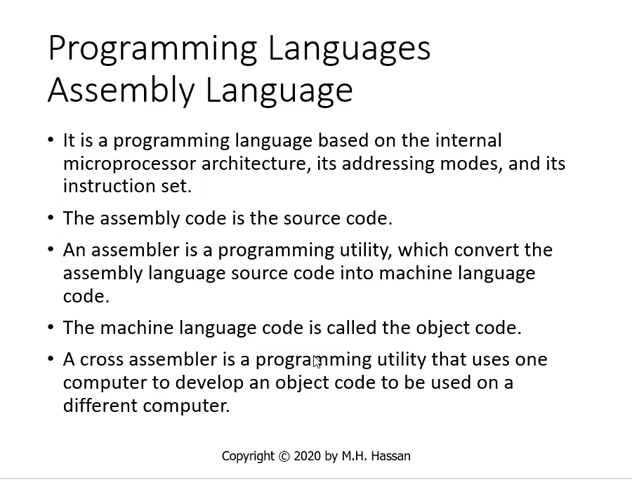 Programming Languages
Assembly Language
• It is a programming language based on the internal
microprocessor architecture, its addressing modes, and its
instruction set.
• The assembly code is the source code.
• An assembler is a programming utility, which convert the
assembly language source code into machine language
code.
• The machine language code is called the object code.
• A cross assembler is a programming utility that uses one
computer to develop an object code to be used on a
different computer.
Copyright © 2020 by M.H. Hassan